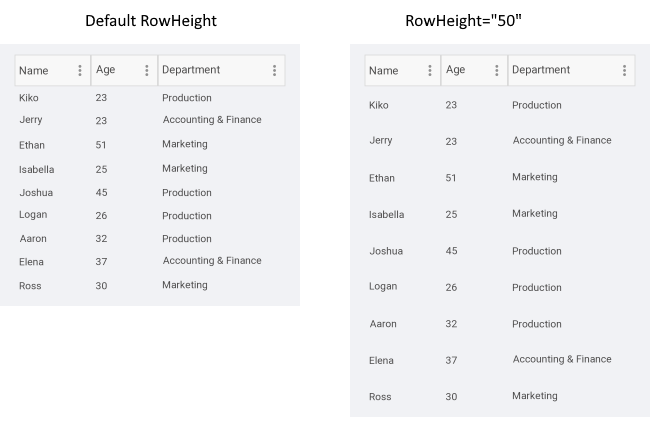 Default RowHeight
Name Age Department
Kiko 23 Production
Jerry 23 Accounting & Finance
Ethan 51 Marketing
Isabella 25 Marketing
Joshua 45 Production
Logan 26 Production
Aaron 32 Production
Elena 37 Accounting & Finance
Ross 30 Marketing
RowHeight="50"
Name Age Department
Kiko 23 Production
Jerry 23 Accounting & Finance
Ethan 51 Marketing
Isabella 25 Marketing
Joshua 45 Production
Logan 26 Production
Aaron 32 Production
Elena 37 Accounting & Finance
Ross 30 Marketing